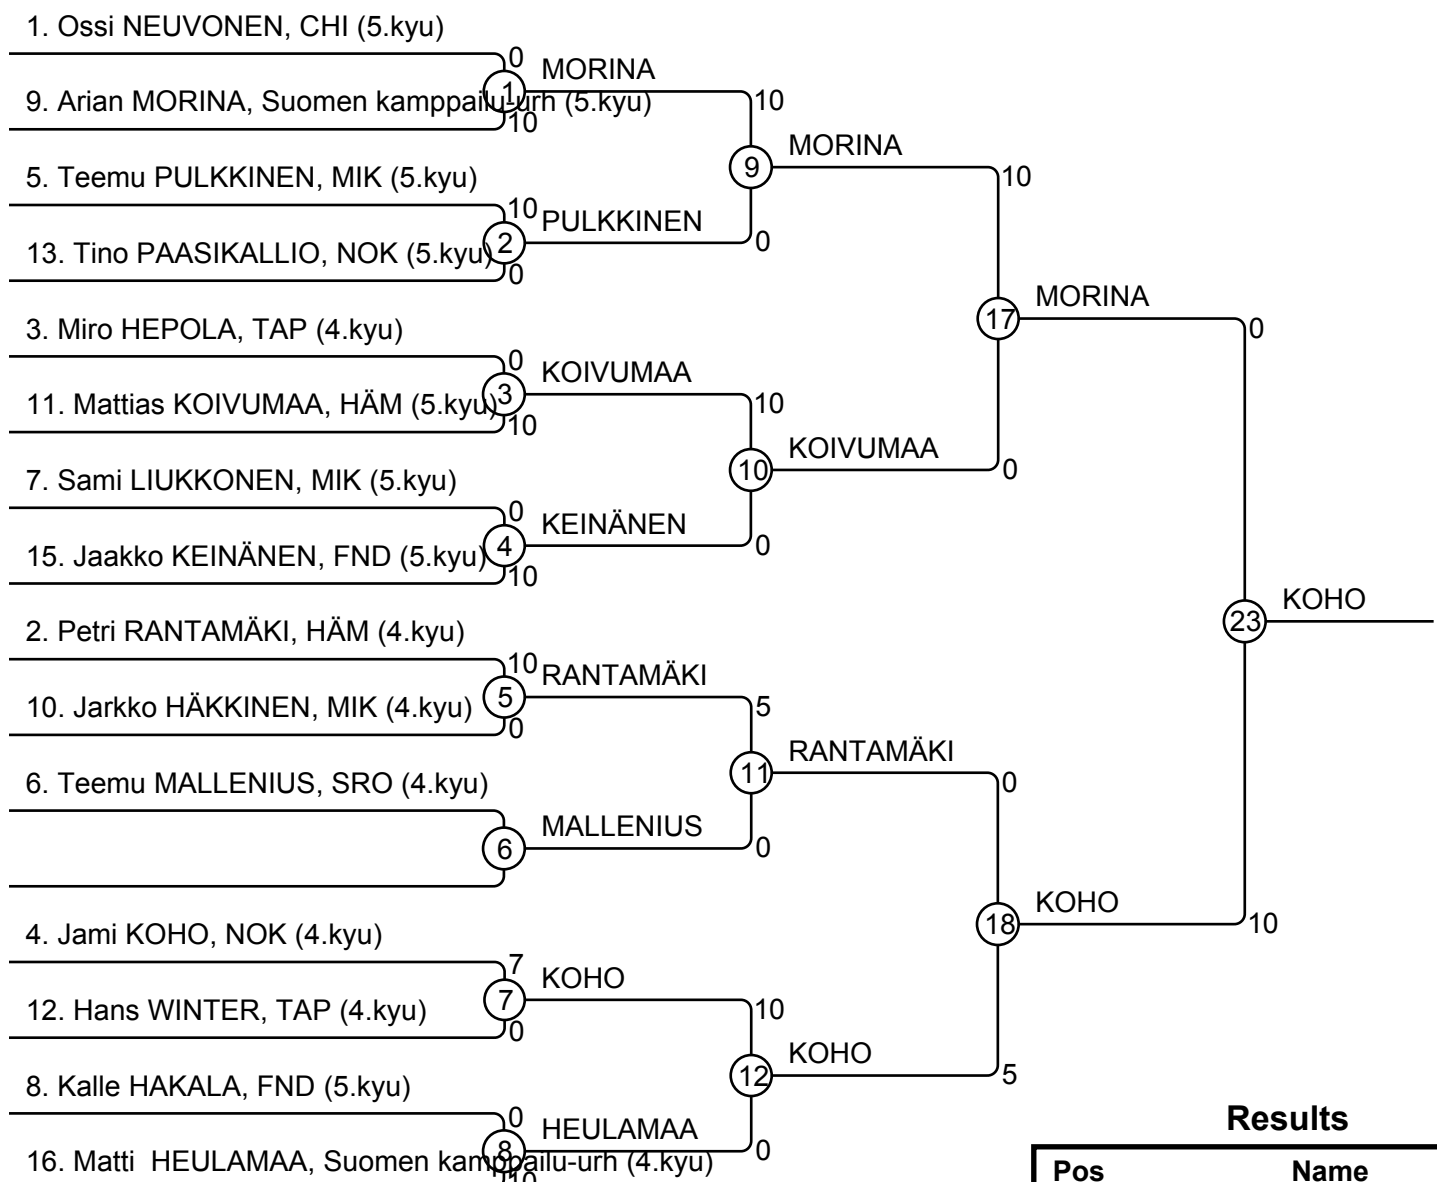 1. Ossi NEUVONEN, CHI (5.kyu)
0
MORINA
1
9. Arian MORINA, Suomen kamppailu-urh (5.kyu)
10
10
MORINA
9
5. Teemu PULKKINEN, MIK (5.kyu)
10
10
PULKKINEN
2
0
13. Tino PAASIKALLIO, NOK (5.kyu)
0
MORINA
17
3. Miro HEPOLA, TAP (4.kyu)
0
0
KOIVUMAA
3
11. Mattias KOIVUMAA, HÄM (5.kyu)
10
10
KOIVUMAA
10
0
7. Sami LIUKKONEN, MIK (5.kyu)
0
KEINÄNEN
4
0
15. Jaakko KEINÄNEN, FND (5.kyu)
10
KOHO
23
2. Petri RANTAMÄKI, HÄM (4.kyu)
10
RANTAMÄKI
5
10. Jarkko HÄKKINEN, MIK (4.kyu)
0
5
RANTAMÄKI
11
6. Teemu MALLENIUS, SRO (4.kyu)
0
MALLENIUS
6
0
KOHO
18
10
4. Jami KOHO, NOK (4.kyu)
7
KOHO
7
12. Hans WINTER, TAP (4.kyu)
0
10
KOHO
12
5
8. Kalle HAKALA, FND (5.kyu)
0
HEULAMAA
8
0
16. Matti  HEULAMAA, Suomen kamppailu-urh (4.kyu)
10
Results
Pos Name